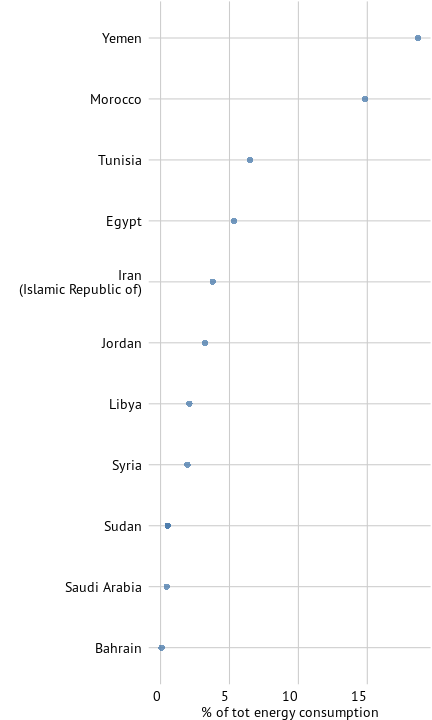 Yemen
Morocco
Tunisia
Egypt
Iran
(Islamic Republic of)
Jordan
Libya
Syria
Sudan
Saudi Arabia
Bahrain
0 5 10 15
% of tot energy consumption